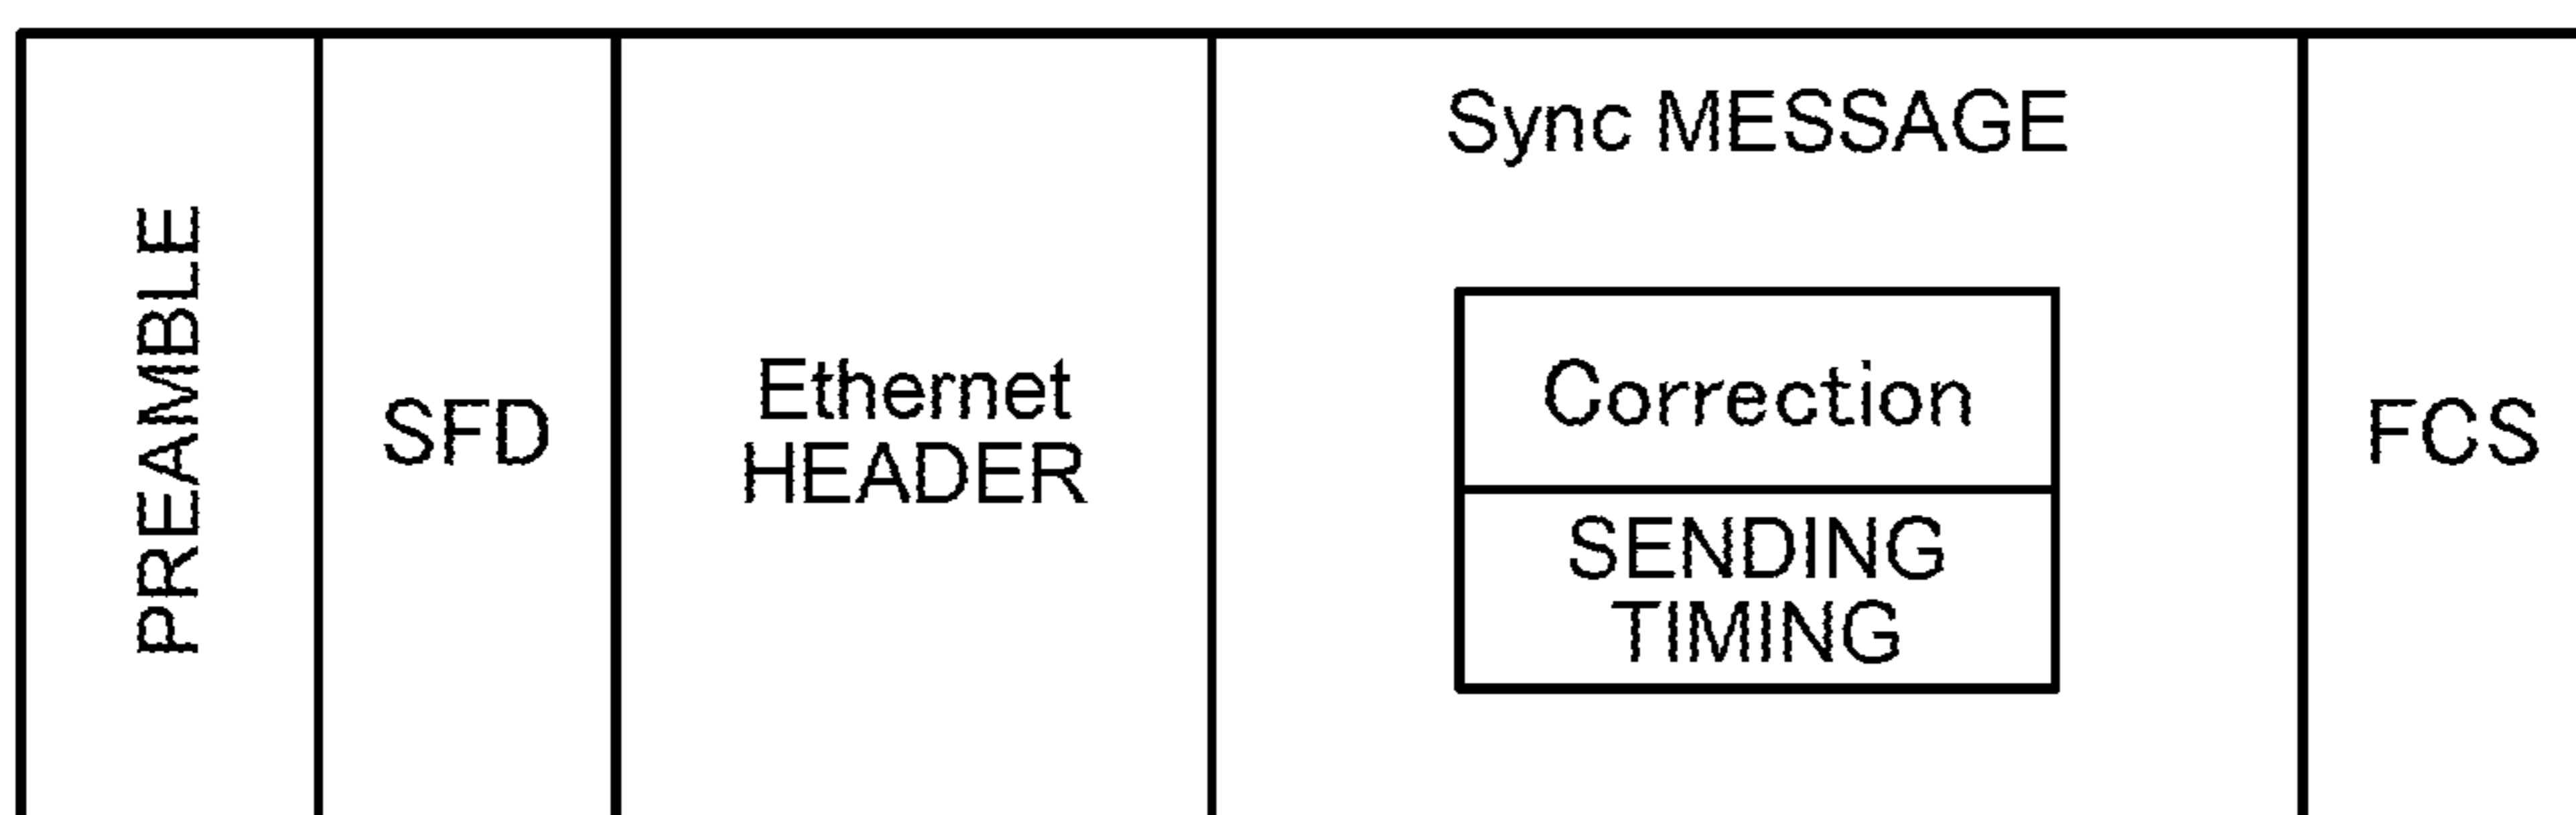 PREAMBLE
SFD
Ethernet
HEADER
Sync MESSAGE
Correction
SENDING
TIMING
FCS